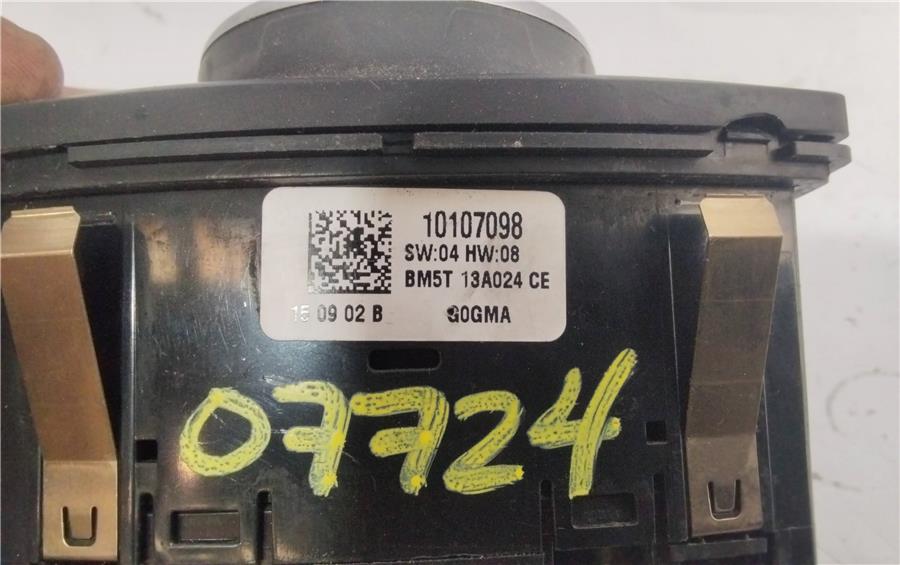 10107098
SW:04 HW:08
BM5T 13A024 CE
15 09 02 B G0GMA
07724